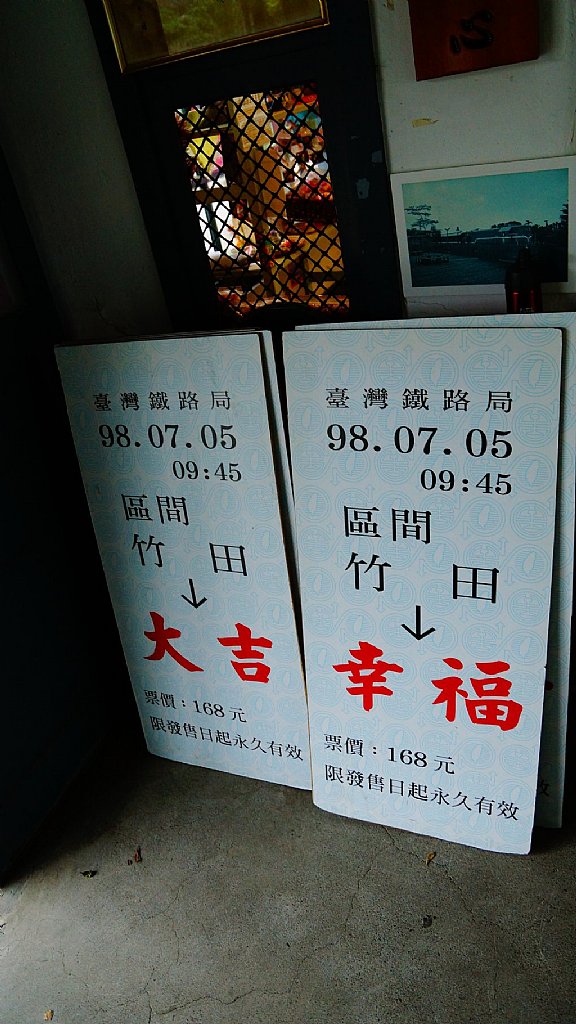 心
臺灣鐵路局
98.07.05
09:45
區間
竹田
↓
大吉
票價：168元
限發售日起永久有效
臺灣鐵路局
98.07.05
09:45
區間
竹田
↓
幸福
票價：168元
限發售日起永久有效